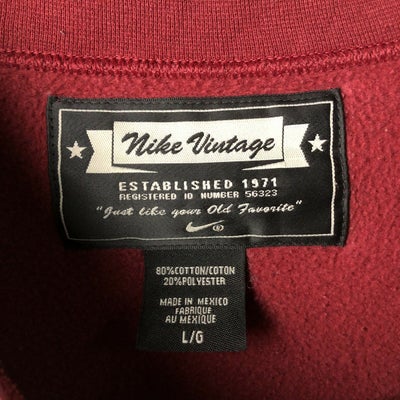 Nike Vintage
ESTABLISHED 1971
REGISTERED ID NUMBER 56323
"Just like your Old Favorite"
80%COTTON/COTON
20%POLYESTER
MADE IN MEXICO
FABRIQUE
AU MEXIQUE
L/G